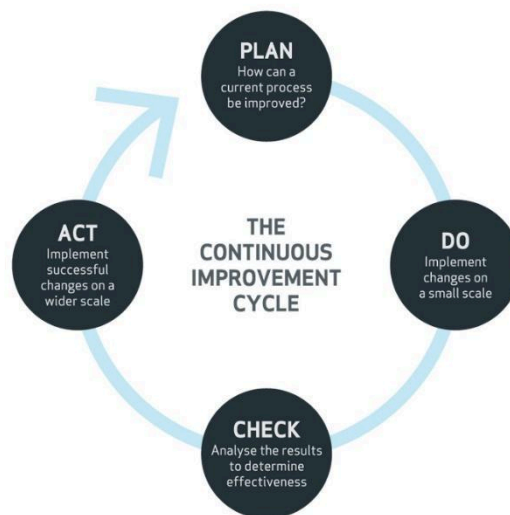 PLAN
How can a
current process
be improved?
DO
Implement
changes on
a small scale
CHECK
Analyse the results
to determine
effectiveness
ACT
Implement
successful
changes on a
wider scale
THE
CONTINUOUS
IMPROVEMENT
CYCLE